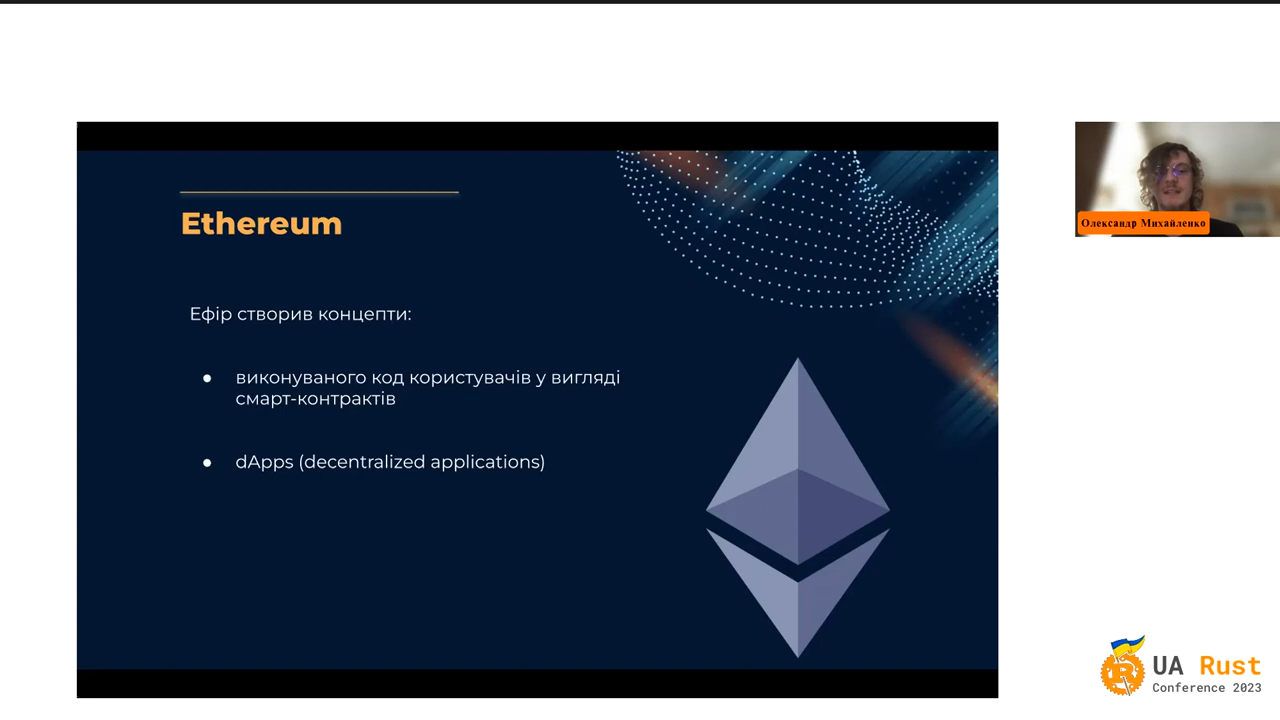 Ethereum
Ефір створив концепти:
● виконуваного код користувачів у вигляді
смарт-контрактів
● dApps (decentralized applications)
Олександр Михайленко
UA Rust
Conference 2023